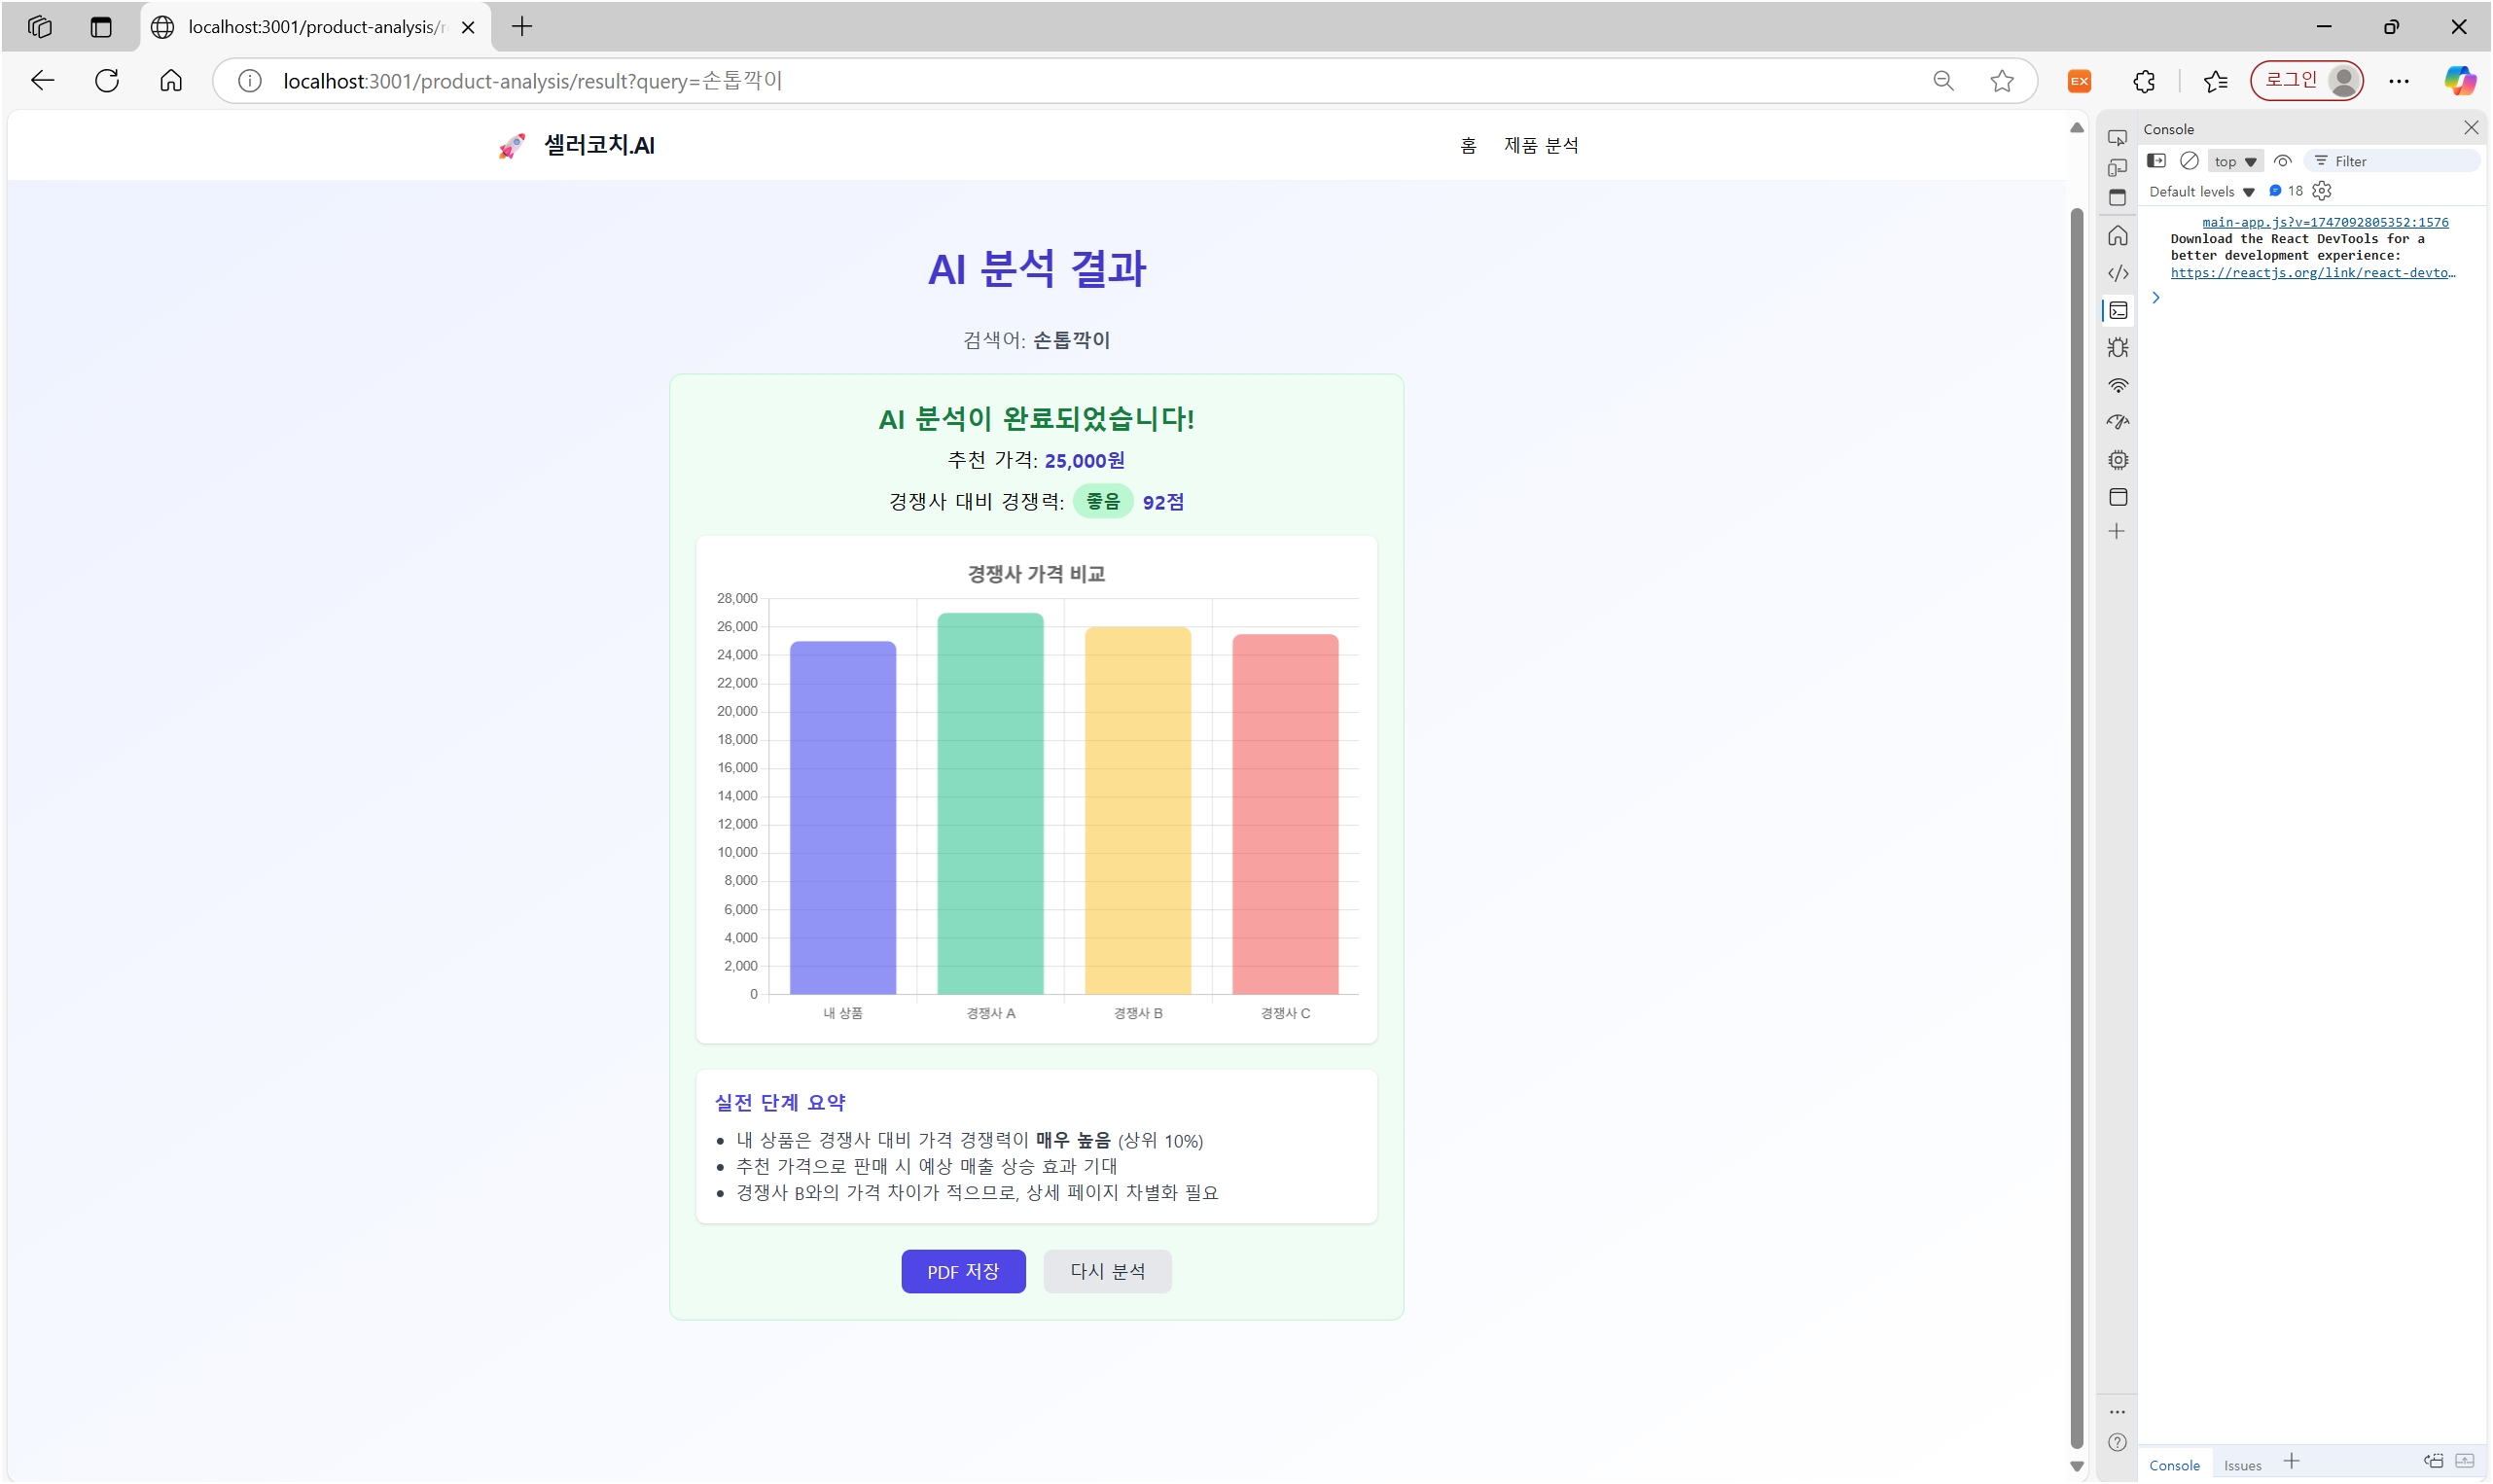 localhost:3001/product-analysis/r
localhost:3001/product-analysis/result?query=손톱깎이
EX
로그인
🚀 셀러코치.AI
홈
제품 분석
AI 분석 결과
검색어: 손톱깎이
AI 분석이 완료되었습니다!
추천 가격: 25,000원
경쟁사 대비 경쟁력: 좋음 92점
경쟁사 가격 비교
28,000
26,000
24,000
22,000
20,000
18,000
16,000
14,000
12,000
10,000
8,000
6,000
4,000
2,000
0
내 상품
경쟁사 A
경쟁사 B
경쟁사 C
실전 단계 요약
• 내 상품은 경쟁사 대비 가격 경쟁력이 매우 높음 (상위 10%)
• 추천 가격으로 판매 시 예상 매출 상승 효과 기대
• 경쟁사 B와의 가격 차이가 적으므로, 상세 페이지 차별화 필요
PDF 저장
다시 분석
Console
top
Filter
Default levels
18
main-app.js?v=1747092805352:1576
Download the React DevTools for a
better development experience:
https://reactjs.org/link/react-devto…
Console
Issues